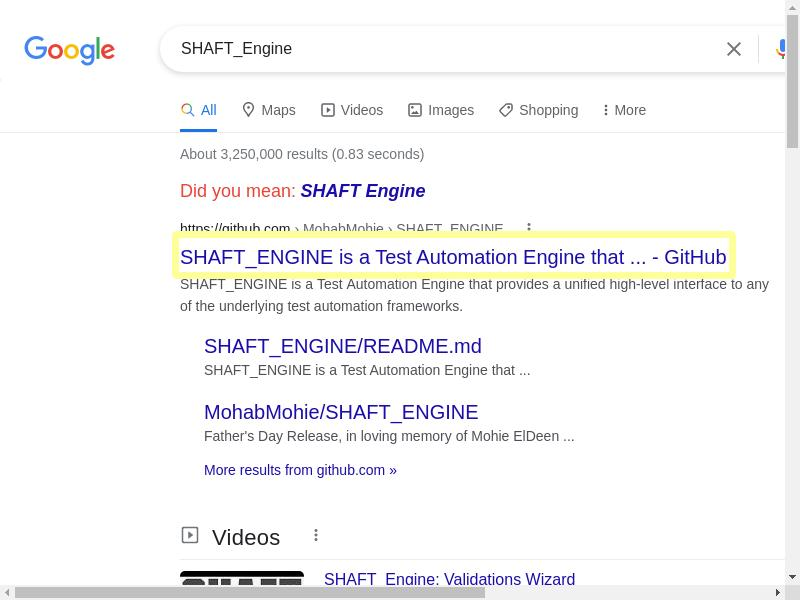 Google
SHAFT_Engine
All Maps Videos Images Shopping More
About 3,250,000 results (0.83 seconds)
Did you mean: SHAFT Engine
https://github.com › MohabMohie › SHAFT_ENGINE
SHAFT_ENGINE is a Test Automation Engine that ... - GitHub
SHAFT_ENGINE is a Test Automation Engine that provides a unified high-level interface to any
of the underlying test automation frameworks.
SHAFT_ENGINE/README.md
SHAFT_ENGINE is a Test Automation Engine that ...
MohabMohie/SHAFT_ENGINE
Father's Day Release, in loving memory of Mohie ElDeen ...
More results from github.com »
Videos
SHAFT_Engine: Validations Wizard